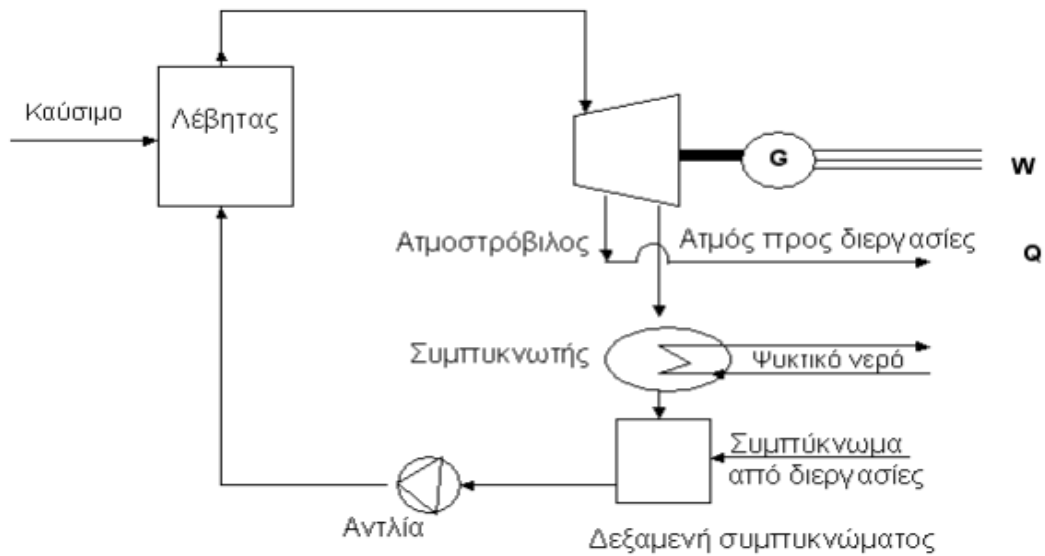 Καύσιμο
Λέβητας
G
W
Ατμοστρόβιλος
Ατμός προς διεργασίες
Q
Συμπυκνωτής
Ψυκτικό νερό
Συμπύκνωμα
από διεργασίες
Αντλία
Δεξαμενή συμπυκνώματος